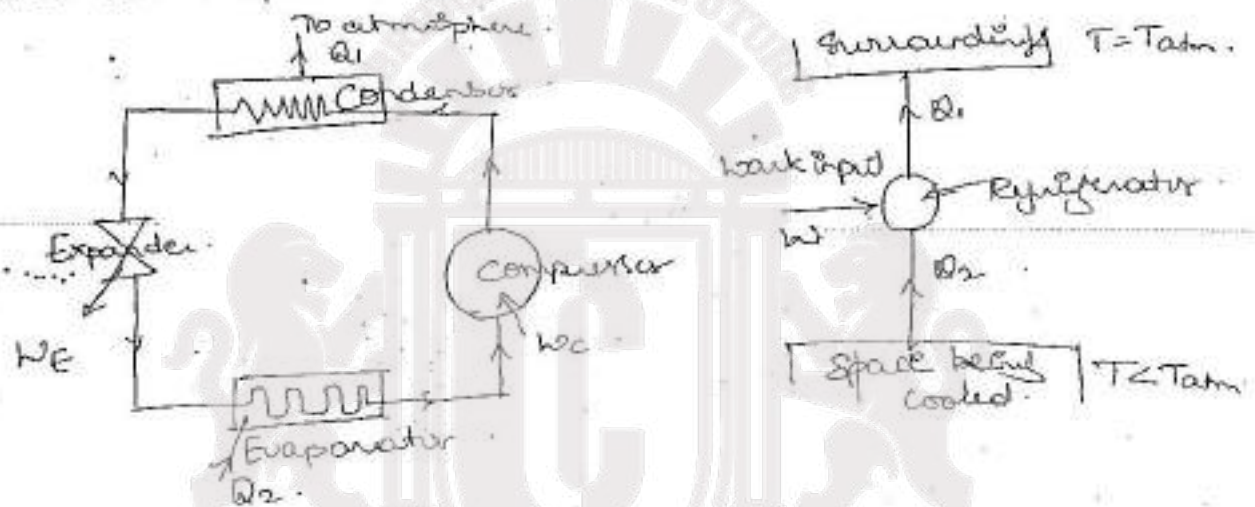 To atmosphere.
Q1
Condenser
Expander.
WE
Compressor
Wc
Evaporator
Q2.
Surroundings T = Tatm.
Q1
Work input
W
Refrigerator.
Q2
Space being
cooled.
T < Tatm